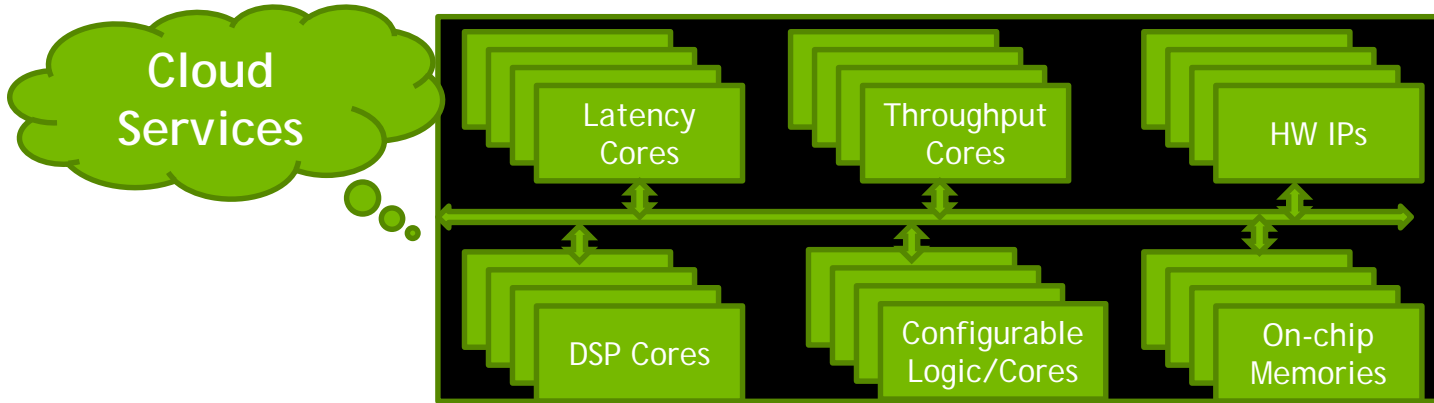 Cloud
Services
Latency
Cores
Throughput
Cores
HW IPs
DSP Cores
Configurable
Logic/Cores
On-chip
Memories